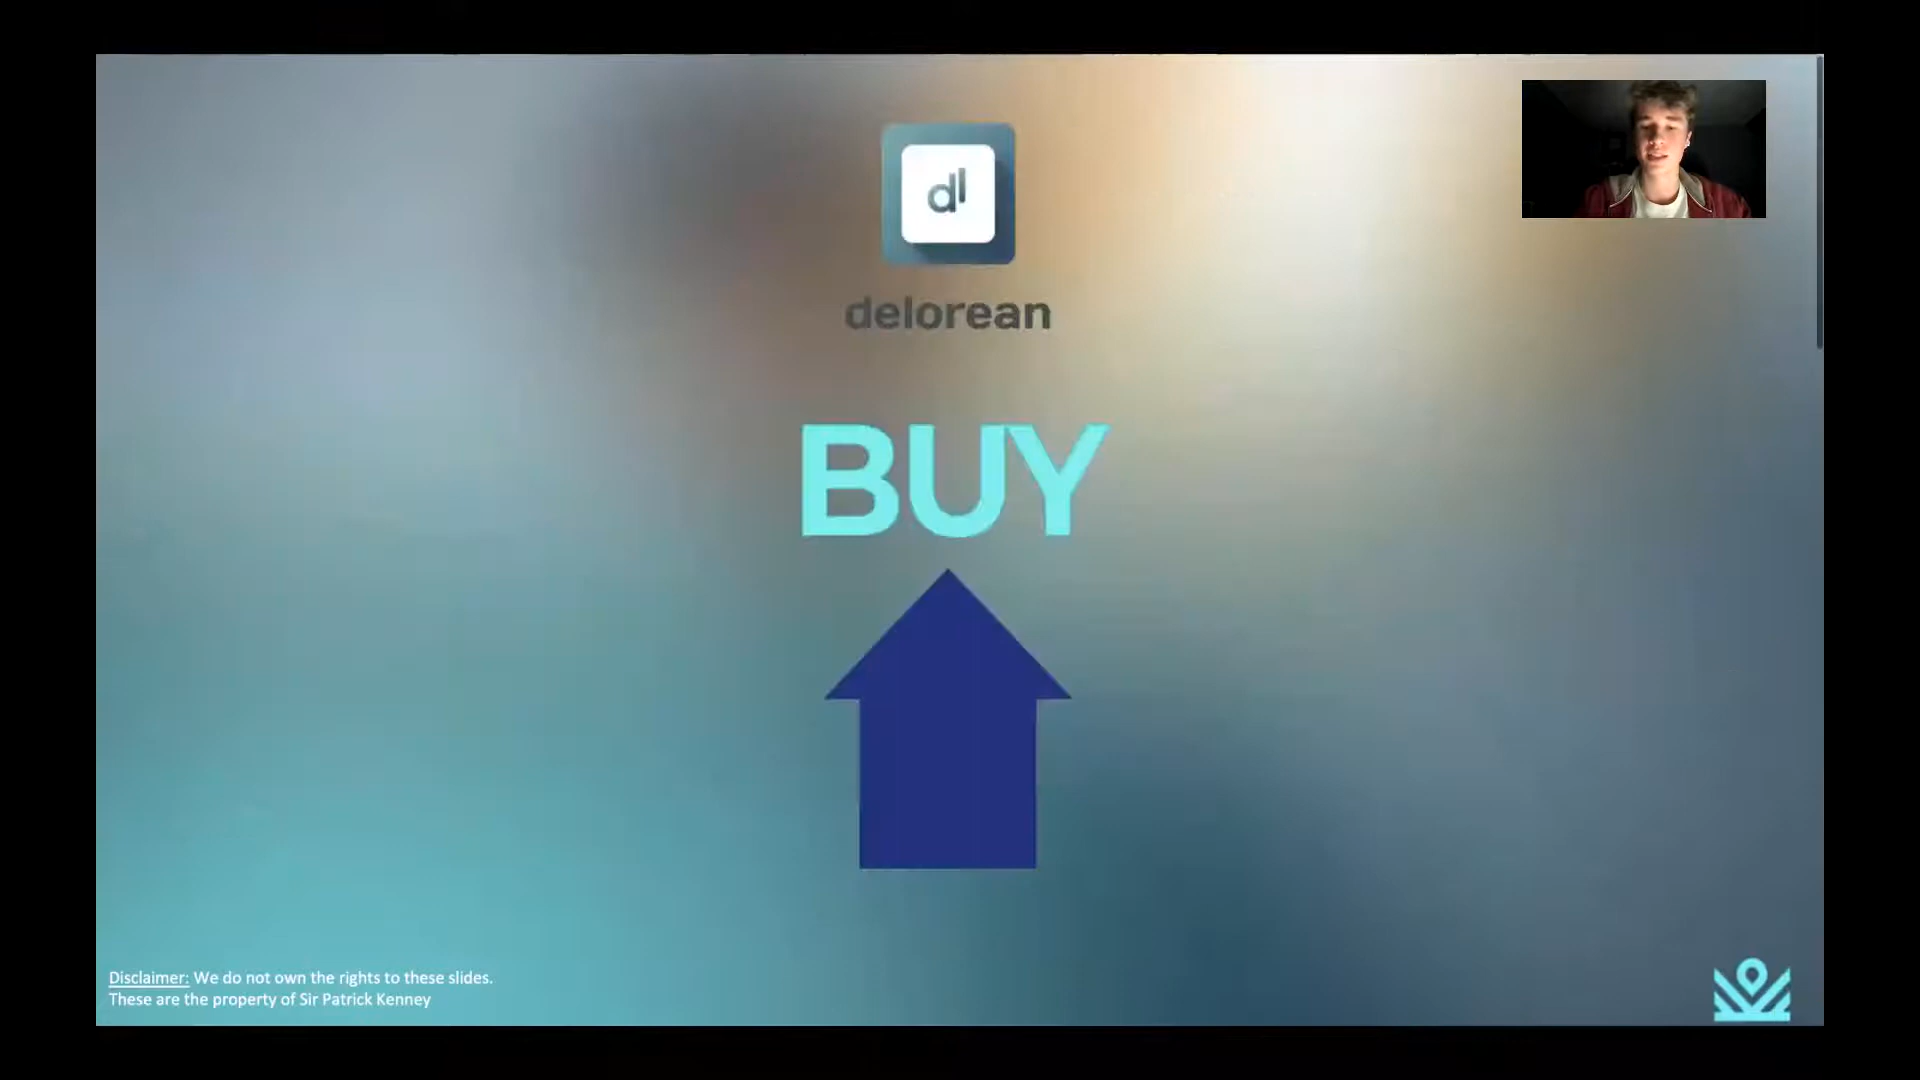 dl
delorean
BUY
Disclaimer: We do not own the rights to these slides.
These are the property of Sir Patrick Kenney